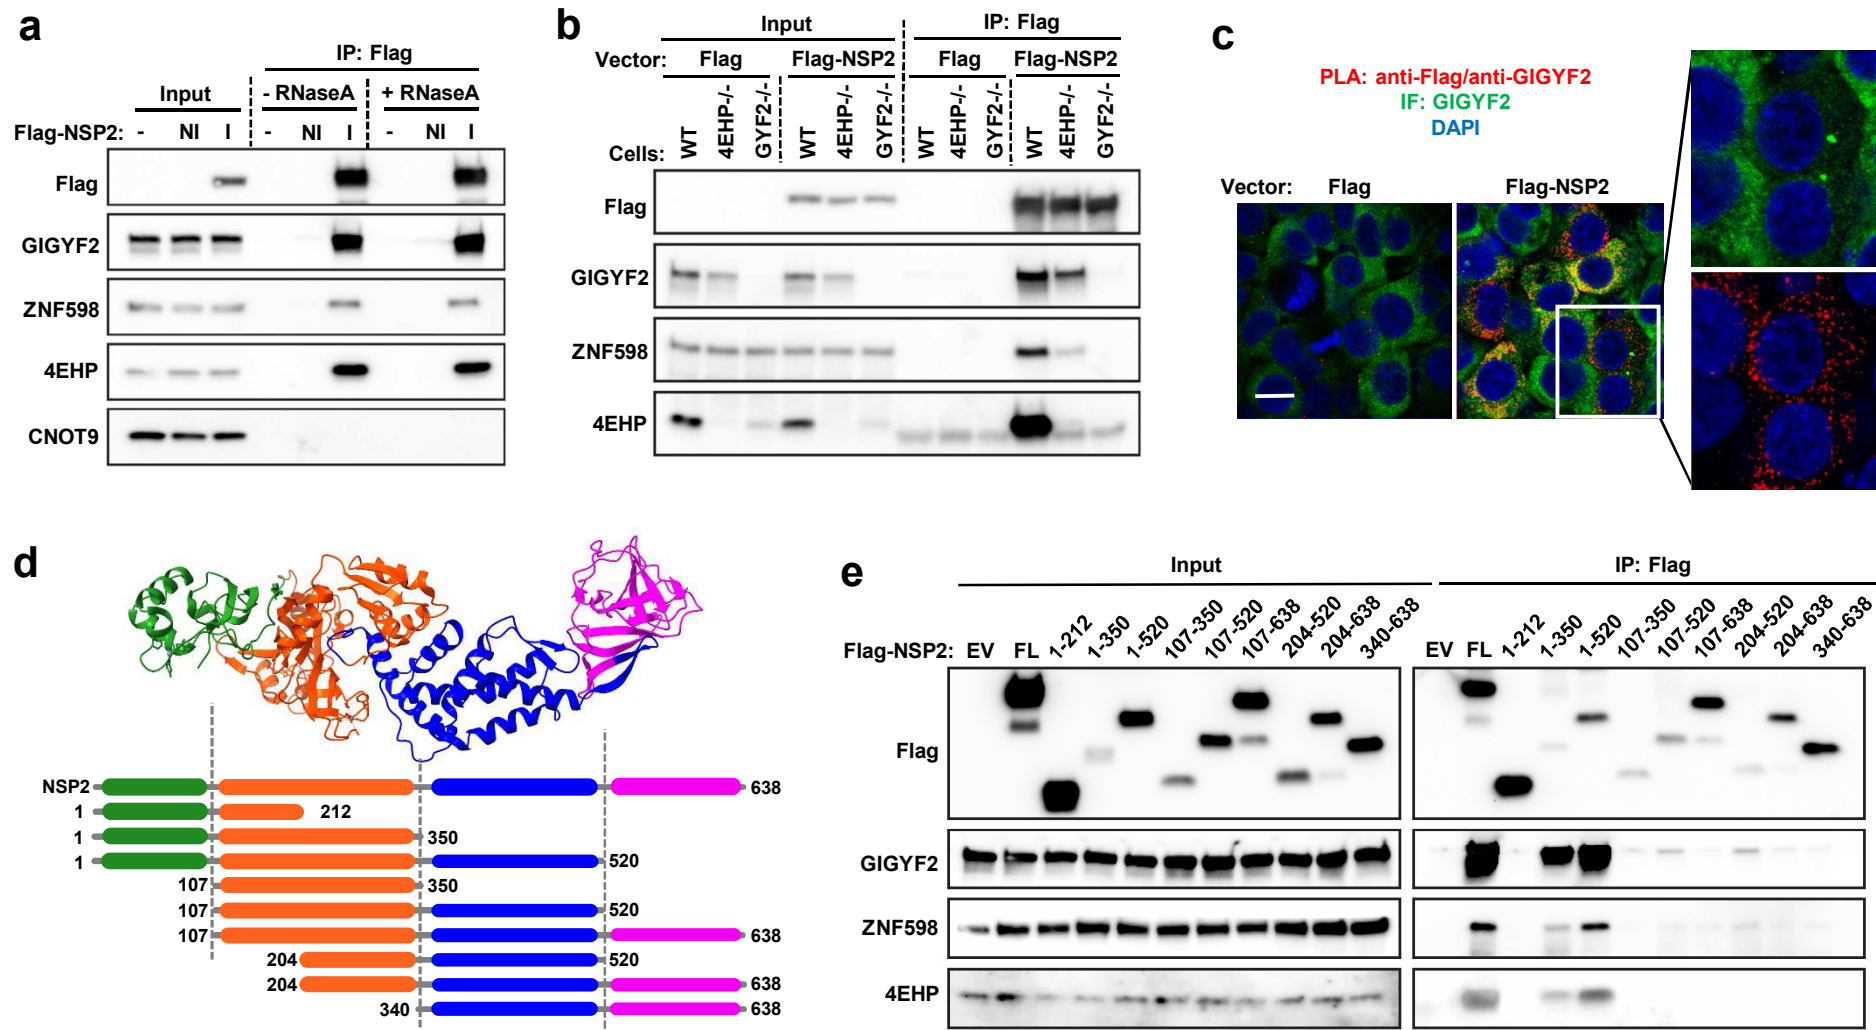 a
IP: Flag
Input
- RNaseA
+ RNaseA
Flag-NSP2: - NI I - NI I - NI I
Flag
GIGYF2
ZNF598
4EHP
CNOT9
b
Input
IP: Flag
Vector: Flag Flag-NSP2 Flag Flag-NSP2
Cells: WT 4EHP-/- GYF2-/- WT 4EHP-/- GYF2-/- WT 4EHP-/- GYF2-/- WT 4EHP-/- GYF2-/-
Flag
GIGYF2
ZNF598
4EHP
c
PLA: anti-Flag/anti-GIGYF2
IF: GIGYF2
DAPI
Vector: Flag Flag-NSP2
d
NSP2 638
1 212
1 350
1 520
107 350
107 520
107 638
204 520
204 638
340 638
e
Input
IP: Flag
Flag-NSP2: EV FL 1-212 1-350 1-520 107-350 107-520 107-638 204-520 204-638 340-638 EV FL 1-212 1-350 1-520 107-350 107-520 107-638 204-520 204-638 340-638
Flag
GIGYF2
ZNF598
4EHP